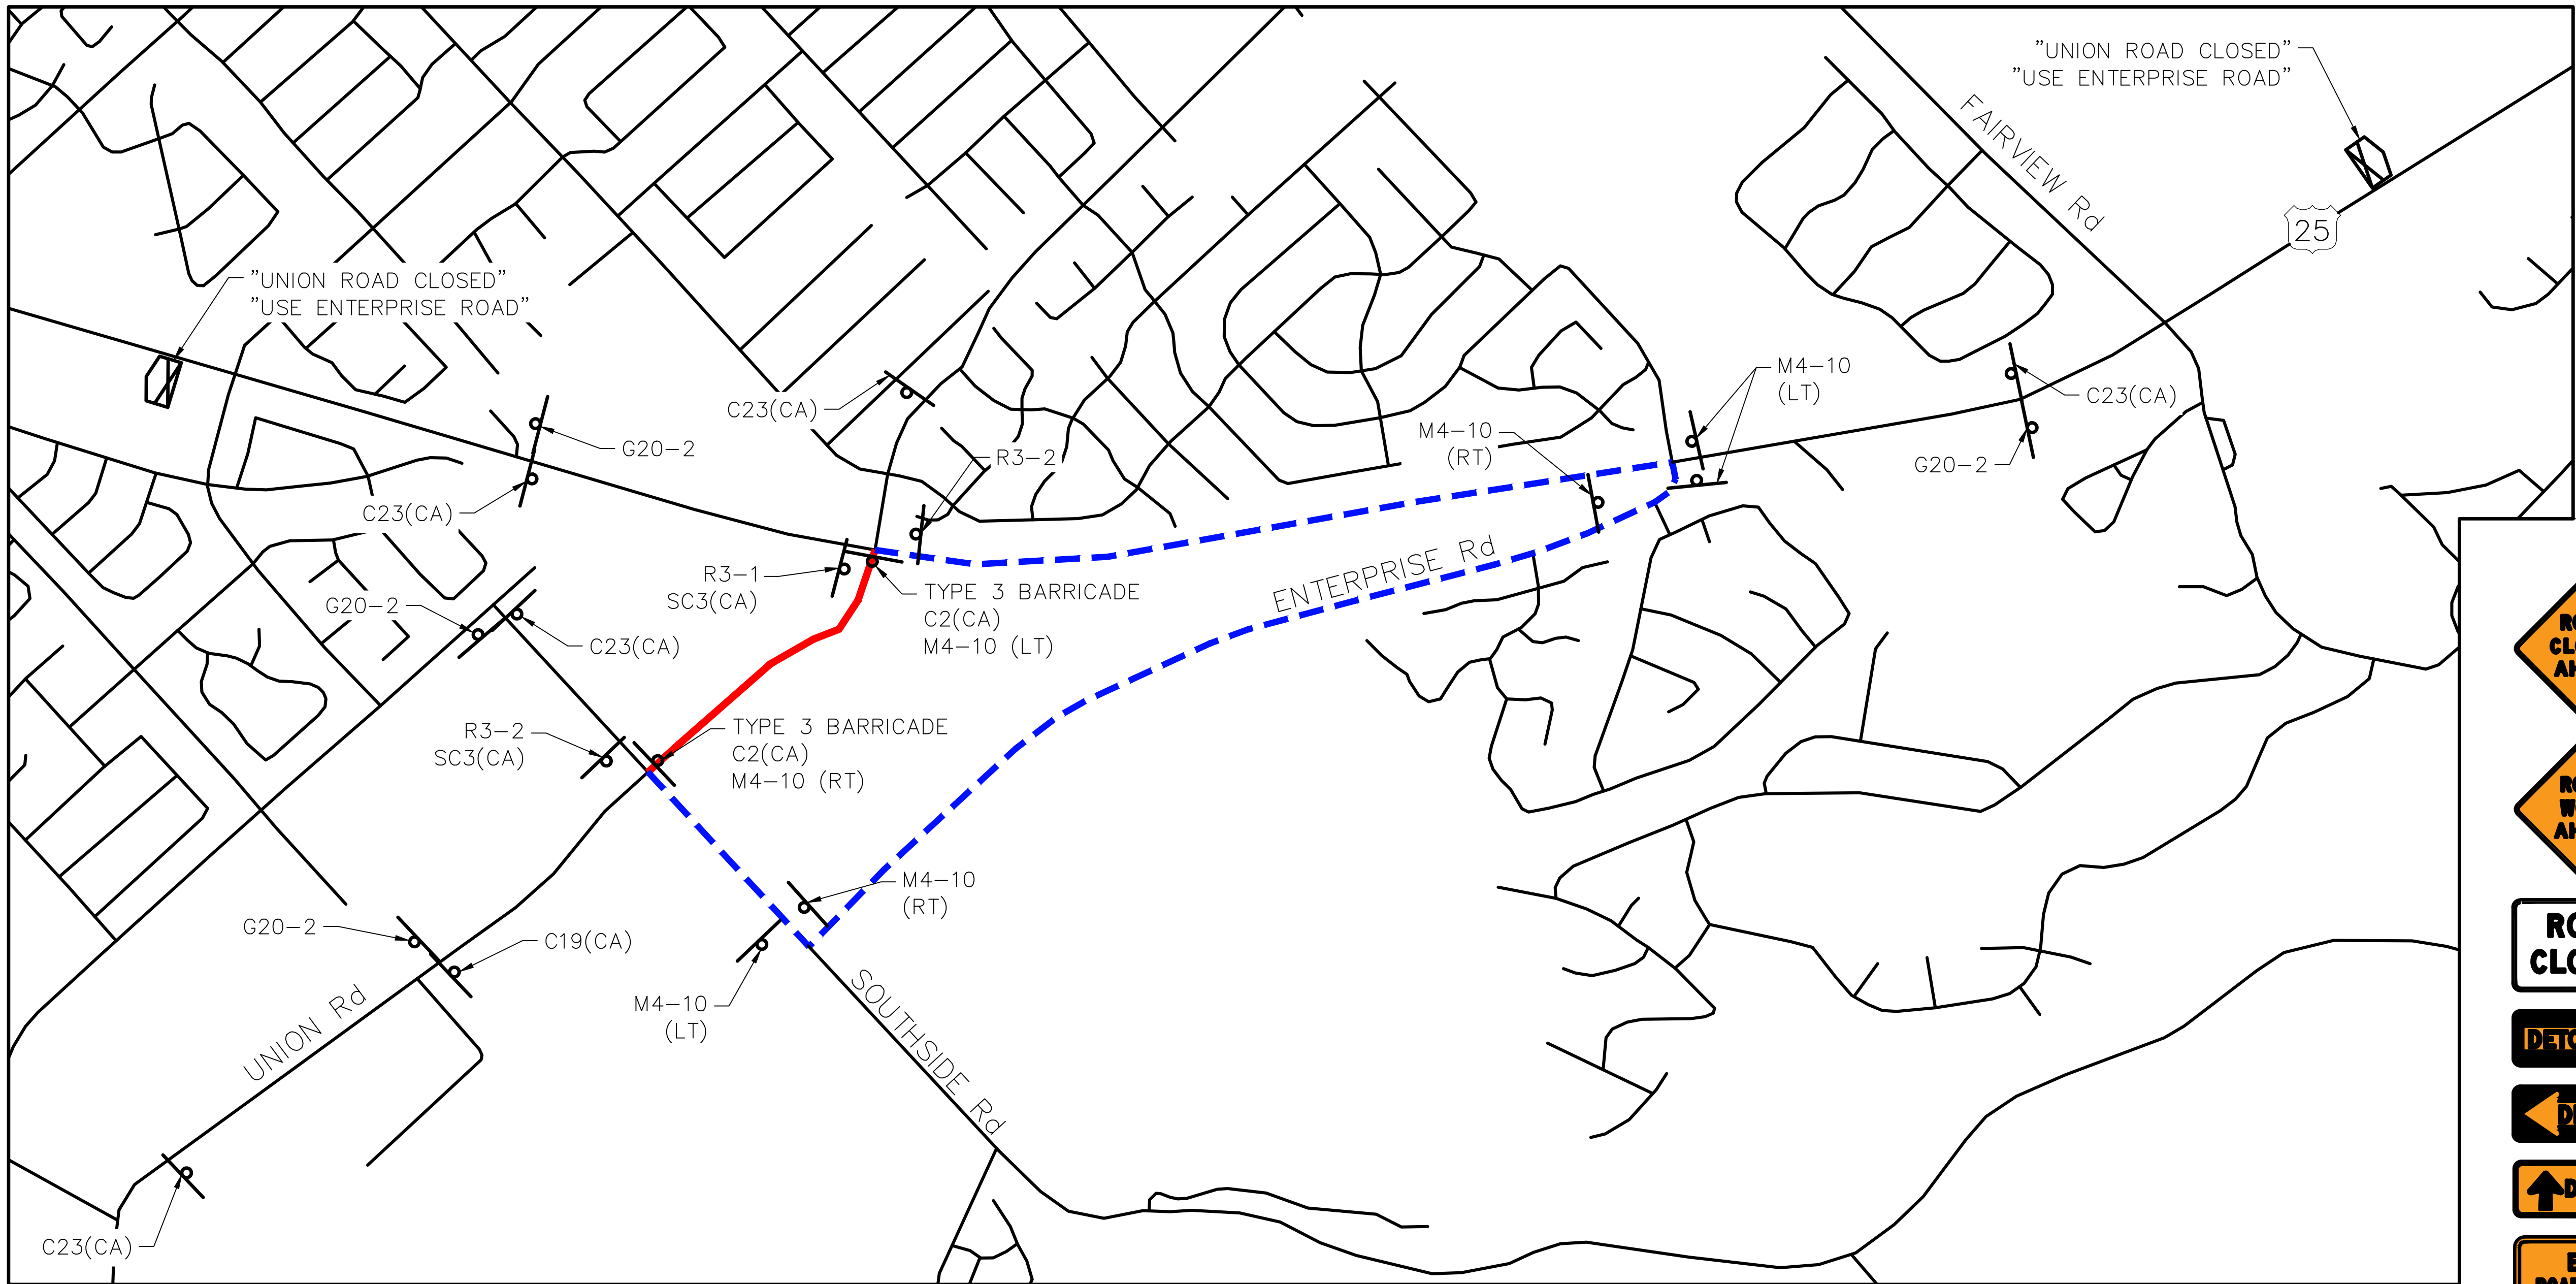 "UNION ROAD CLOSED"
"USE ENTERPRISE ROAD"
FAIRVIEW Rd
25
"UNION ROAD CLOSED"
"USE ENTERPRISE ROAD"
C23(CA)
G20-2
C23(CA)
R3-2
M4-10
(RT)
M4-10
(LT)
C23(CA)
G20-2
R3-1
SC3(CA)
TYPE 3 BARRICADE
C2(CA)
M4-10 (LT)
ENTERPRISE Rd
G20-2
C23(CA)
R3-2
SC3(CA)
TYPE 3 BARRICADE
C2(CA)
M4-10 (RT)
M4-10
(RT)
G20-2
C19(CA)
M4-10
(LT)
UNION Rd
SOUTHSIDE Rd
C23(CA)